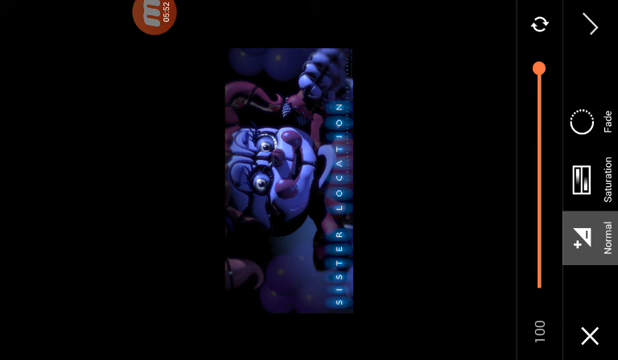 05:52
SISTER LOCATION
Fade
Saturation
Normal
100